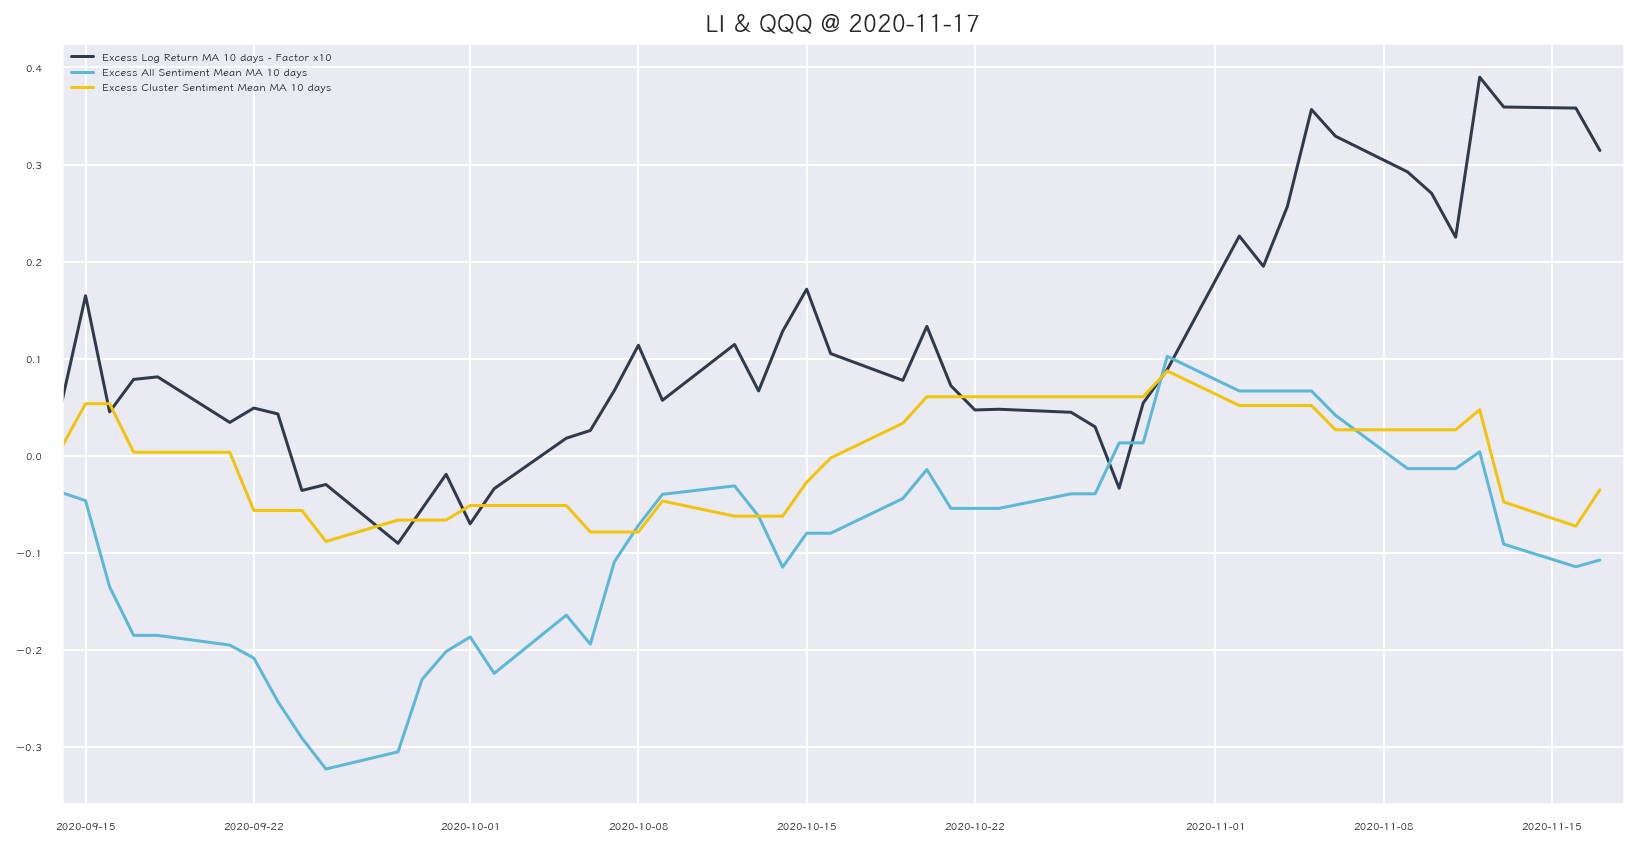 LI & QQQ @ 2020-11-17
Excess Log Return MA 10 days - Factor x10
Excess All Sentiment Mean MA 10 days
Excess Cluster Sentiment Mean MA 10 days
0.4
0.3
0.2
0.1
0.0
−0.1
−0.2
−0.3
2020-09-15 2020-09-22 2020-10-01 2020-10-08 2020-10-15 2020-10-22 2020-11-01 2020-11-08 2020-11-15